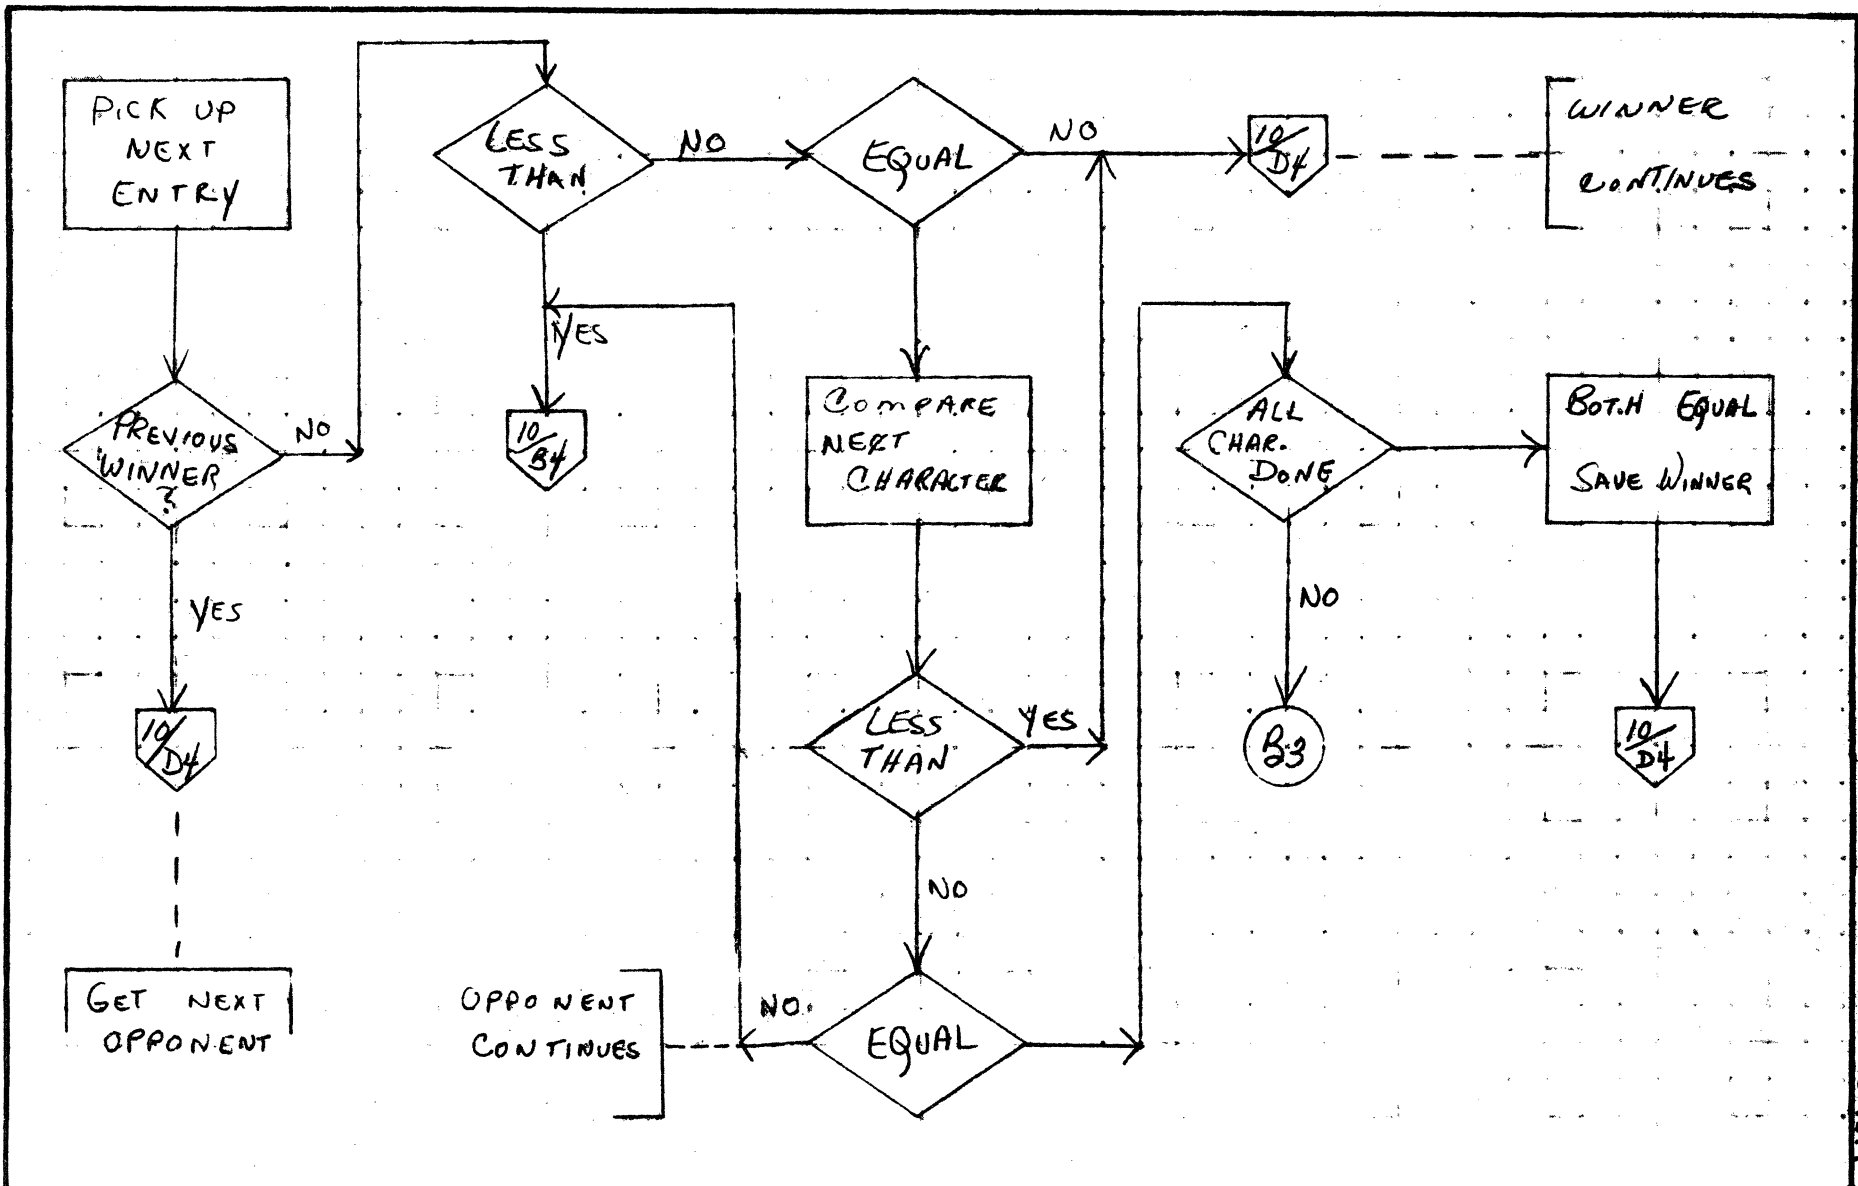 PICK UP
NEXT
ENTRY
PREVIOUS
WINNER
?
NO
YES
10/
D4
GET NEXT
OPPONENT
LESS
THAN
NO
YES
10/
B4
OPPONENT
CONTINUES
EQUAL
NO
COMPARE
NEXT
CHARACTER
LESS
THAN
YES
NO
EQUAL
NO.
10/
D4
WINNER
CONTINUES
ALL
CHAR.
DONE
NO
B3
BOTH EQUAL
SAVE WINNER
10/
D4